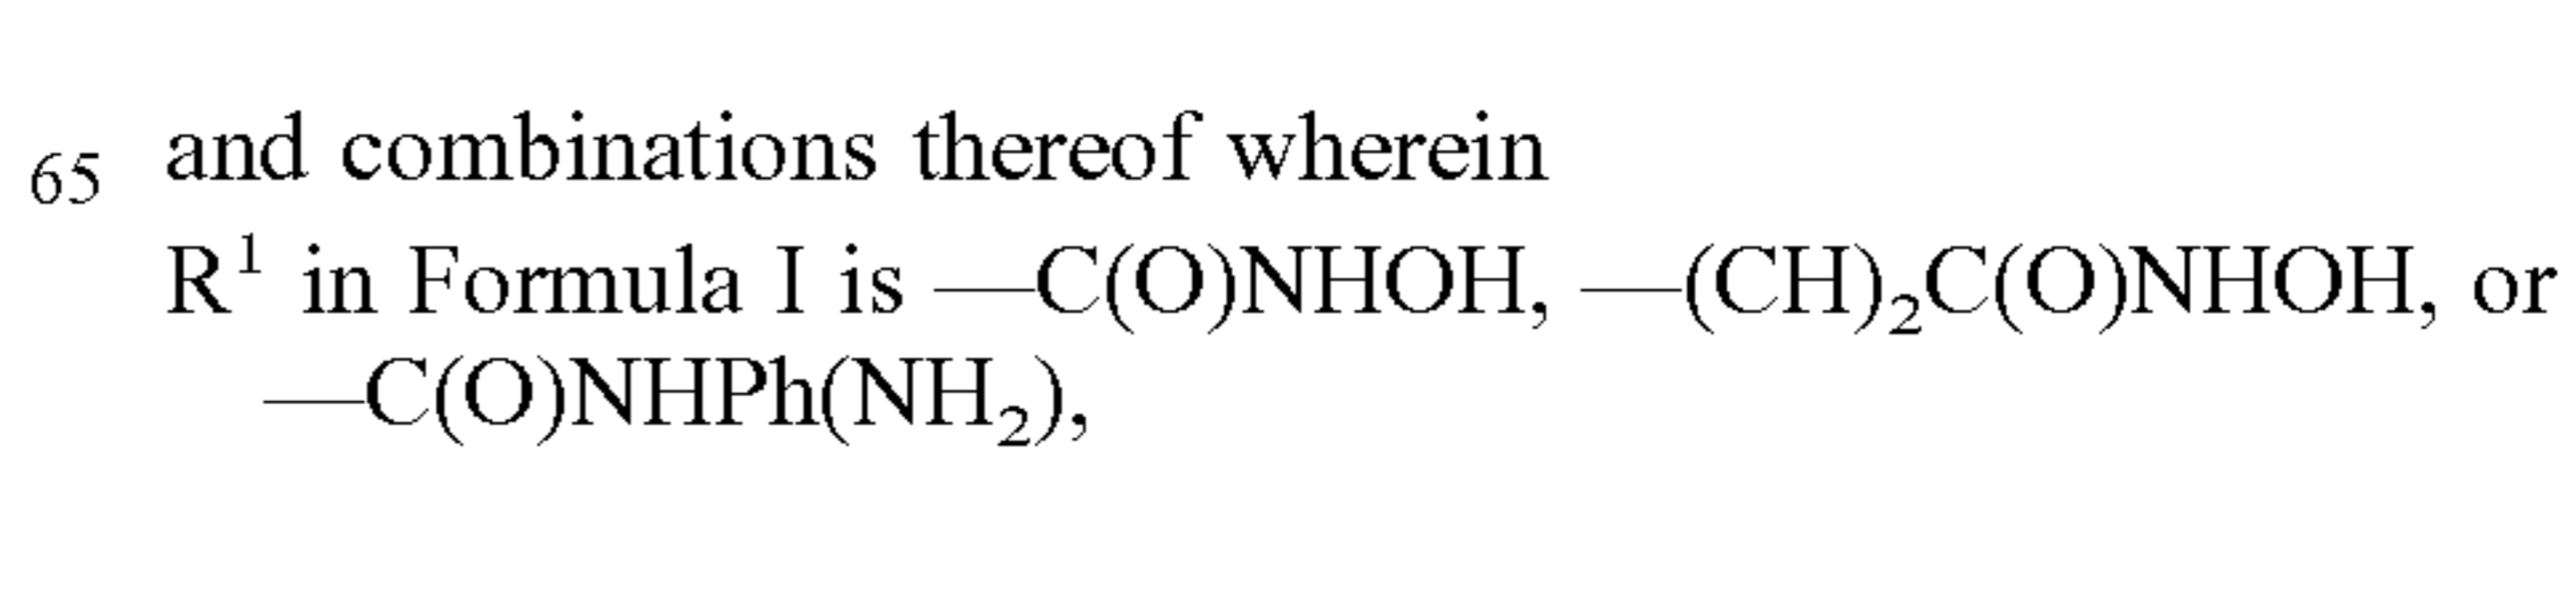 65 and combinations thereof wherein
R¹ in Formula I is —C(O)NHOH, —(CH)₂C(O)NHOH, or
—C(O)NHPh(NH₂),